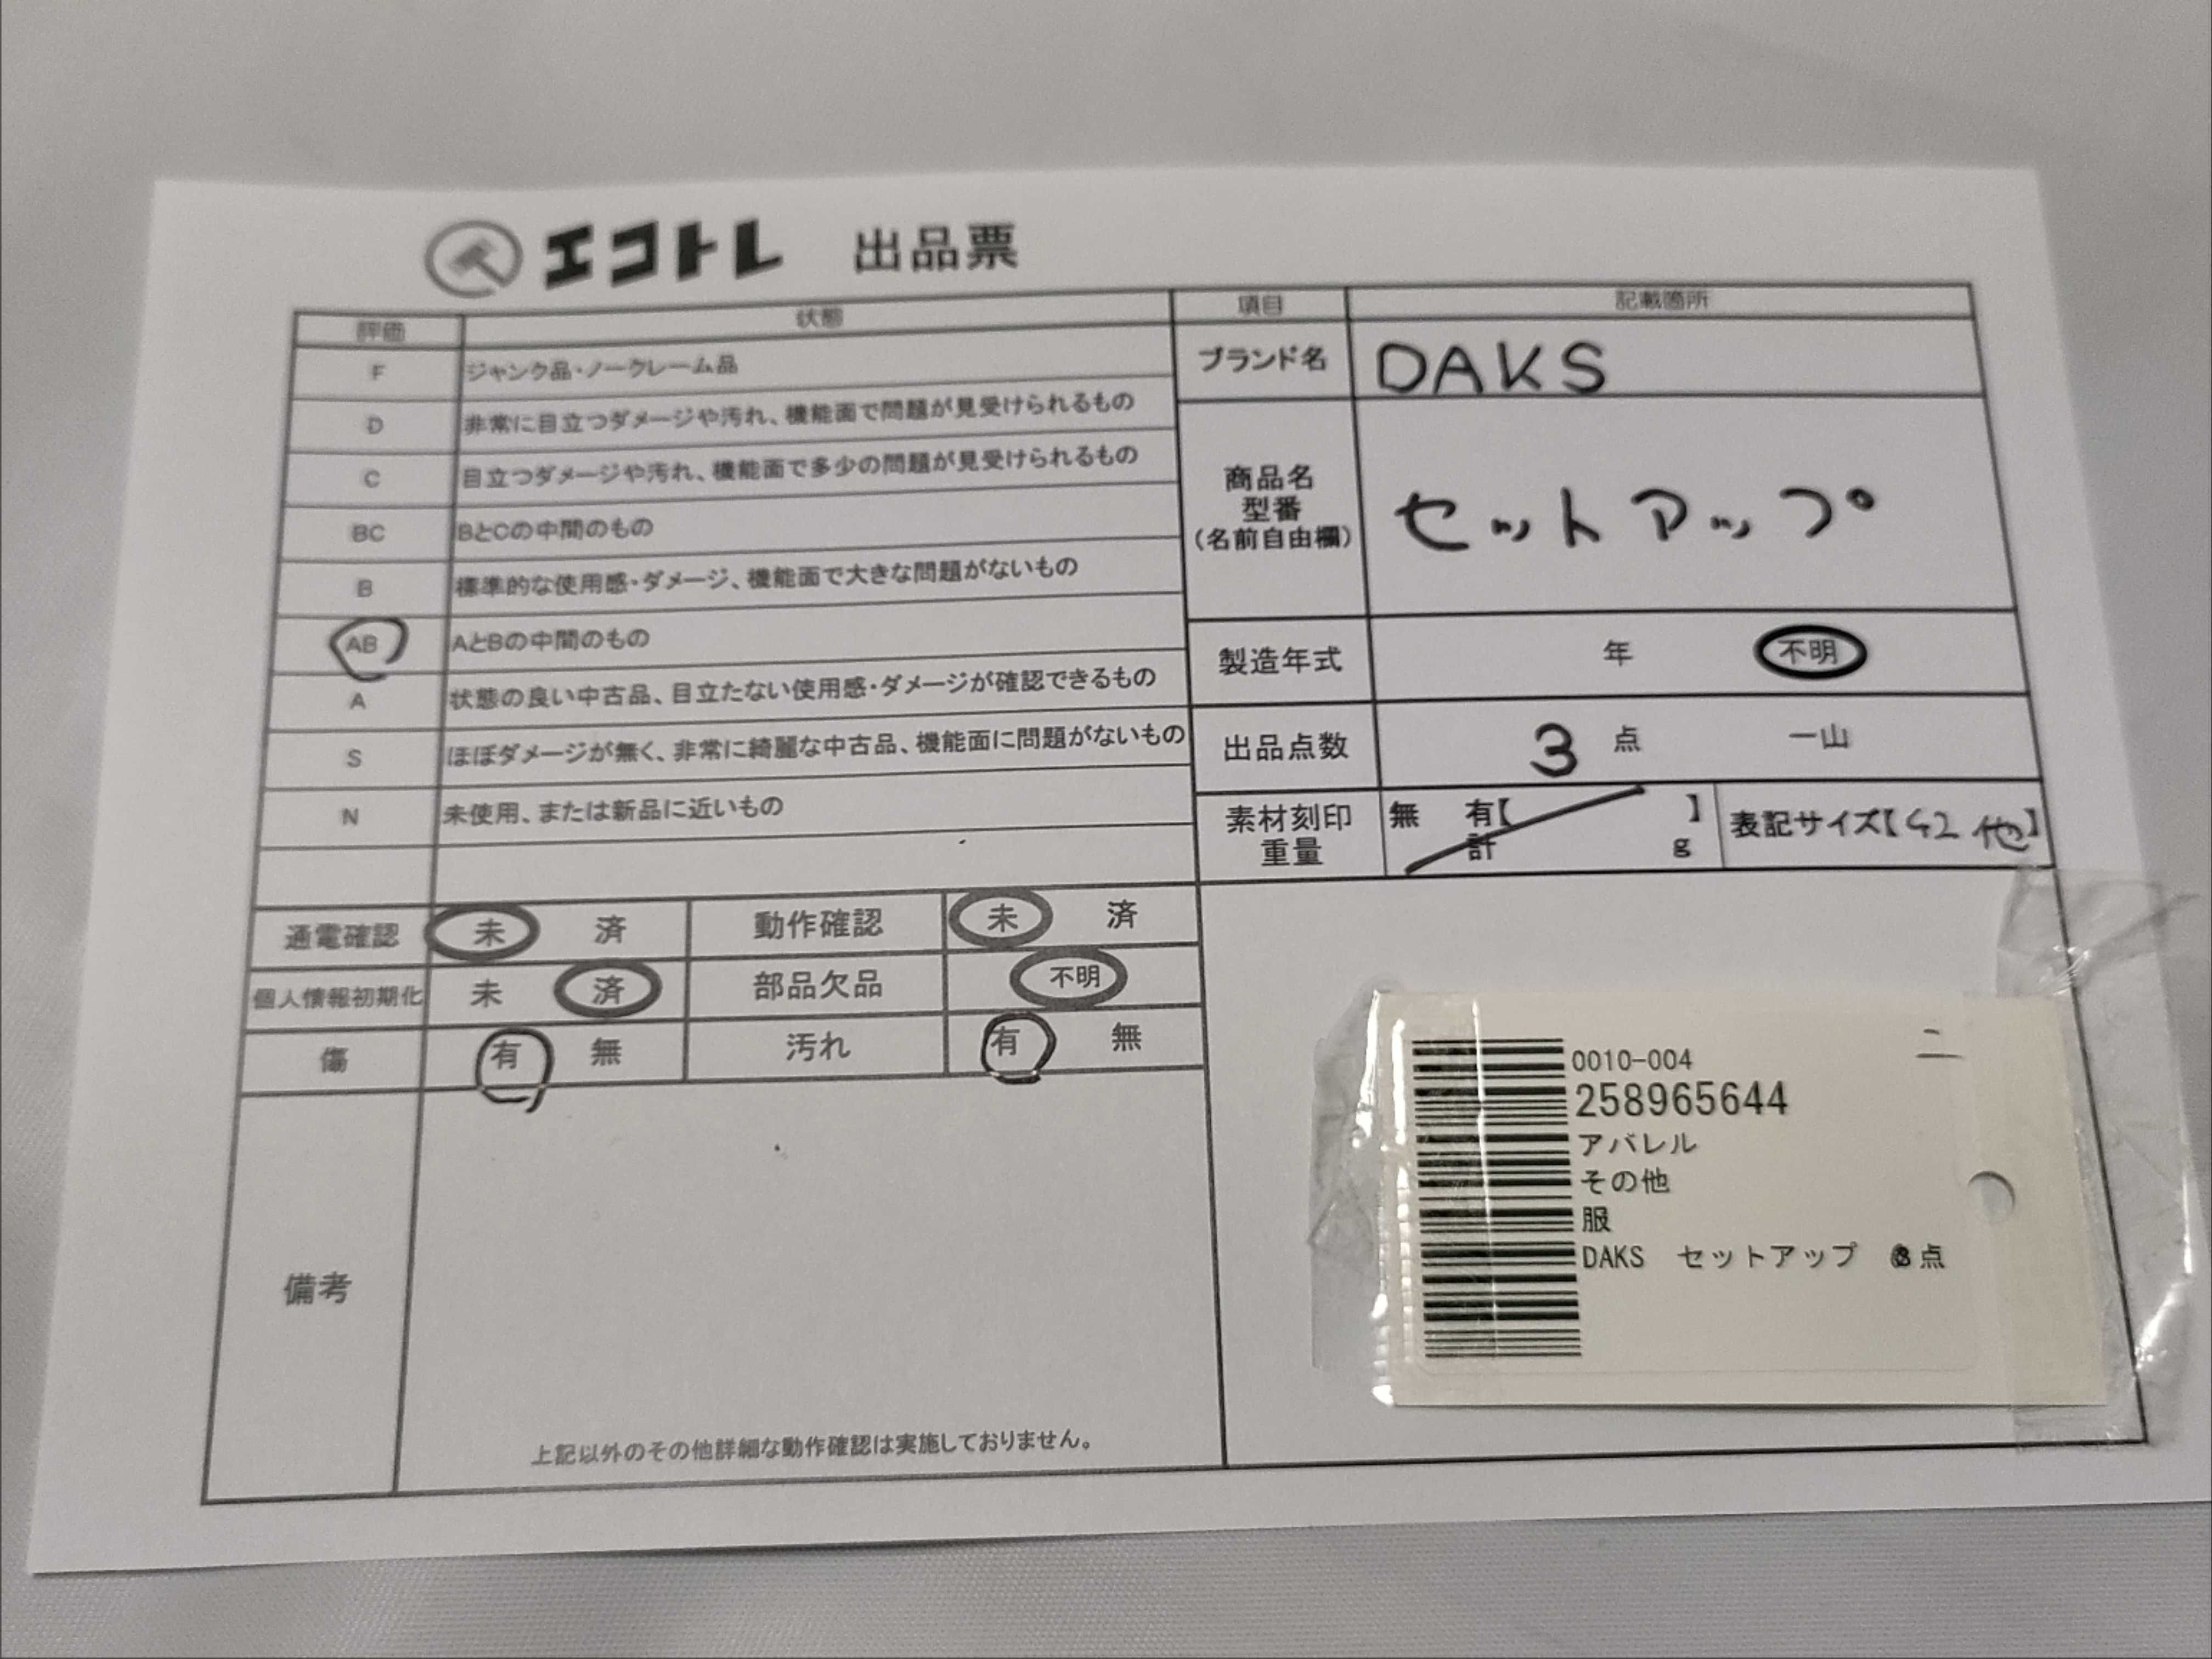 エコトレ 出品票
評価 状態
F ジャンク品・ノークレーム品
D 非常に目立つダメージや汚れ、機能面で問題が見受けられるもの
C 目立つダメージや汚れ、機能面で多少の問題が見受けられるもの
BC BとCの中間のもの
B 標準的な使用感・ダメージ、機能面で大きな問題がないもの
AB AとBの中間のもの
A 状態の良い中古品、目立たない使用感・ダメージが確認できるもの
S ほぼダメージが無く、非常に綺麗な中古品、機能面に問題がないもの
N 未使用、または新品に近いもの
通電確認 未 済 動作確認 未 済
個人情報初期化 未 済 部品欠品 不明
傷 有 無 汚れ 有 無
備考
上記以外のその他詳細な動作確認は実施しておりません。
項目 記載箇所
ブランド名 DAKS
商品名
型番
(名前自由欄)
セットアップ
製造年式 年 不明
出品点数 3 点 一山
素材刻印 無 有【 】
重量 計 g
表記サイズ【42 他】
ニ
0010-004
258965644
アパレル
その他
服
DAKS セットアップ 点